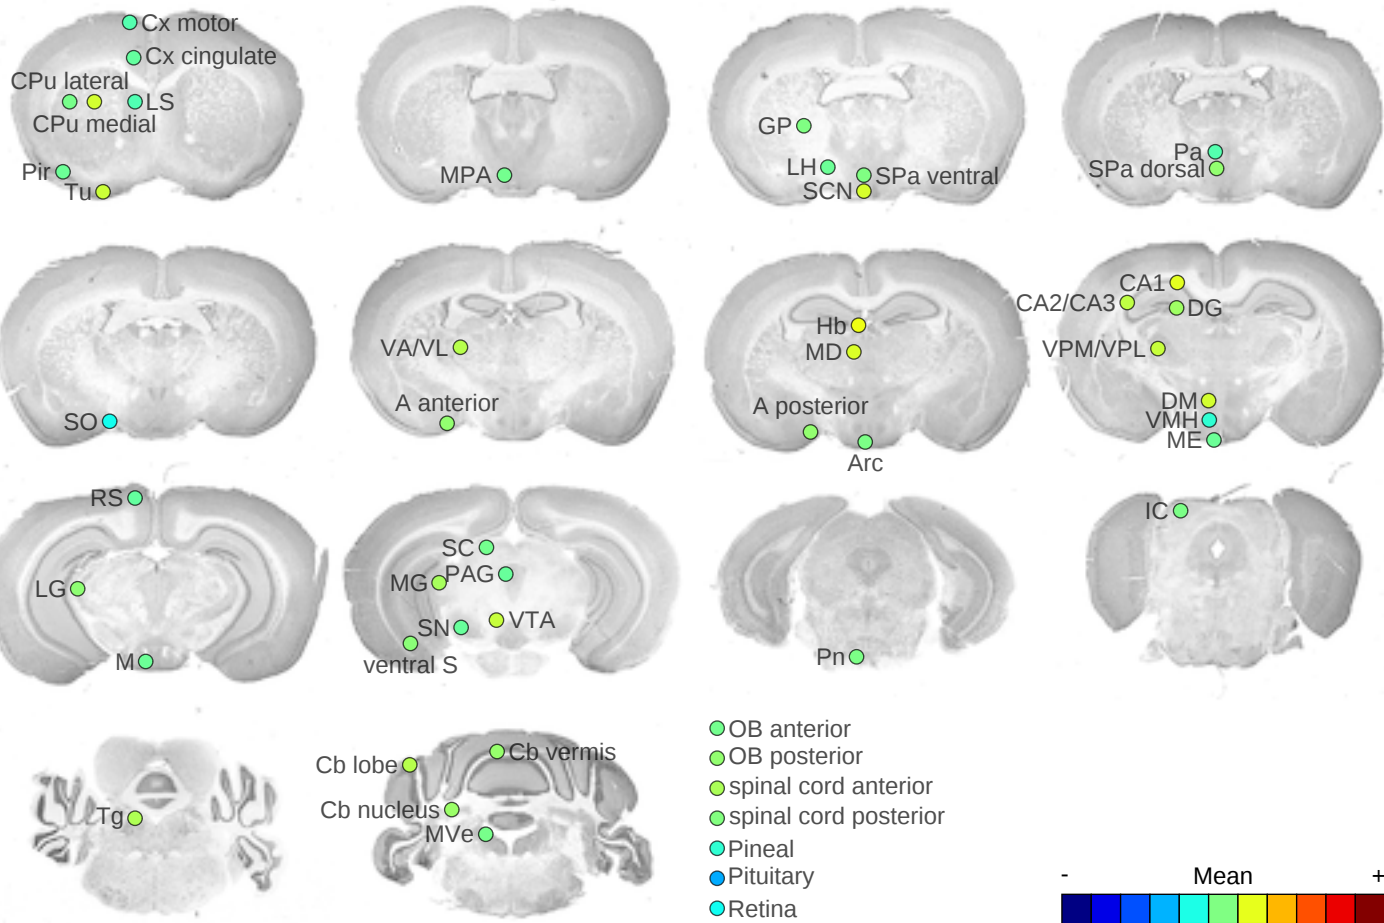 Cx motor
Cx cingulate
CPu lateral
LS
CPu medial
Pir
Tu
MPA
GP
LH
SPa ventral
SCN
Pa
SPa dorsal
SO
VA/VL
A anterior
Hb
MD
A posterior
Arc
CA1
CA2/CA3
DG
VPM/VPL
DM
VMH
ME
RS
LG
M
SC
MG
PAG
SN
VTA
ventral S
Pn
IC
Tg
Cb lobe
Cb vermis
Cb nucleus
MVe
OB anterior
OB posterior
spinal cord anterior
spinal cord posterior
Pineal
Pituitary
Retina
- Mean +